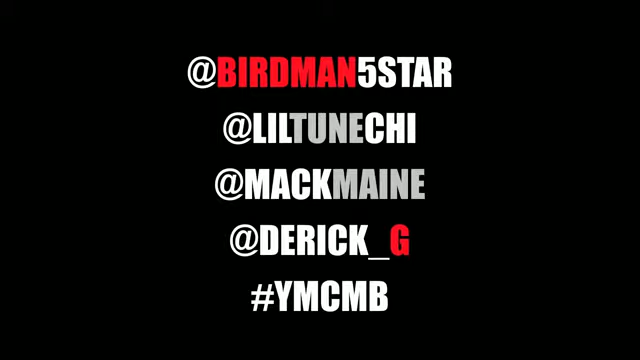 @BIRDMAN5STAR
@LILTUNECHI
@MACKMAINE
@DERICK_G
#YMCMB